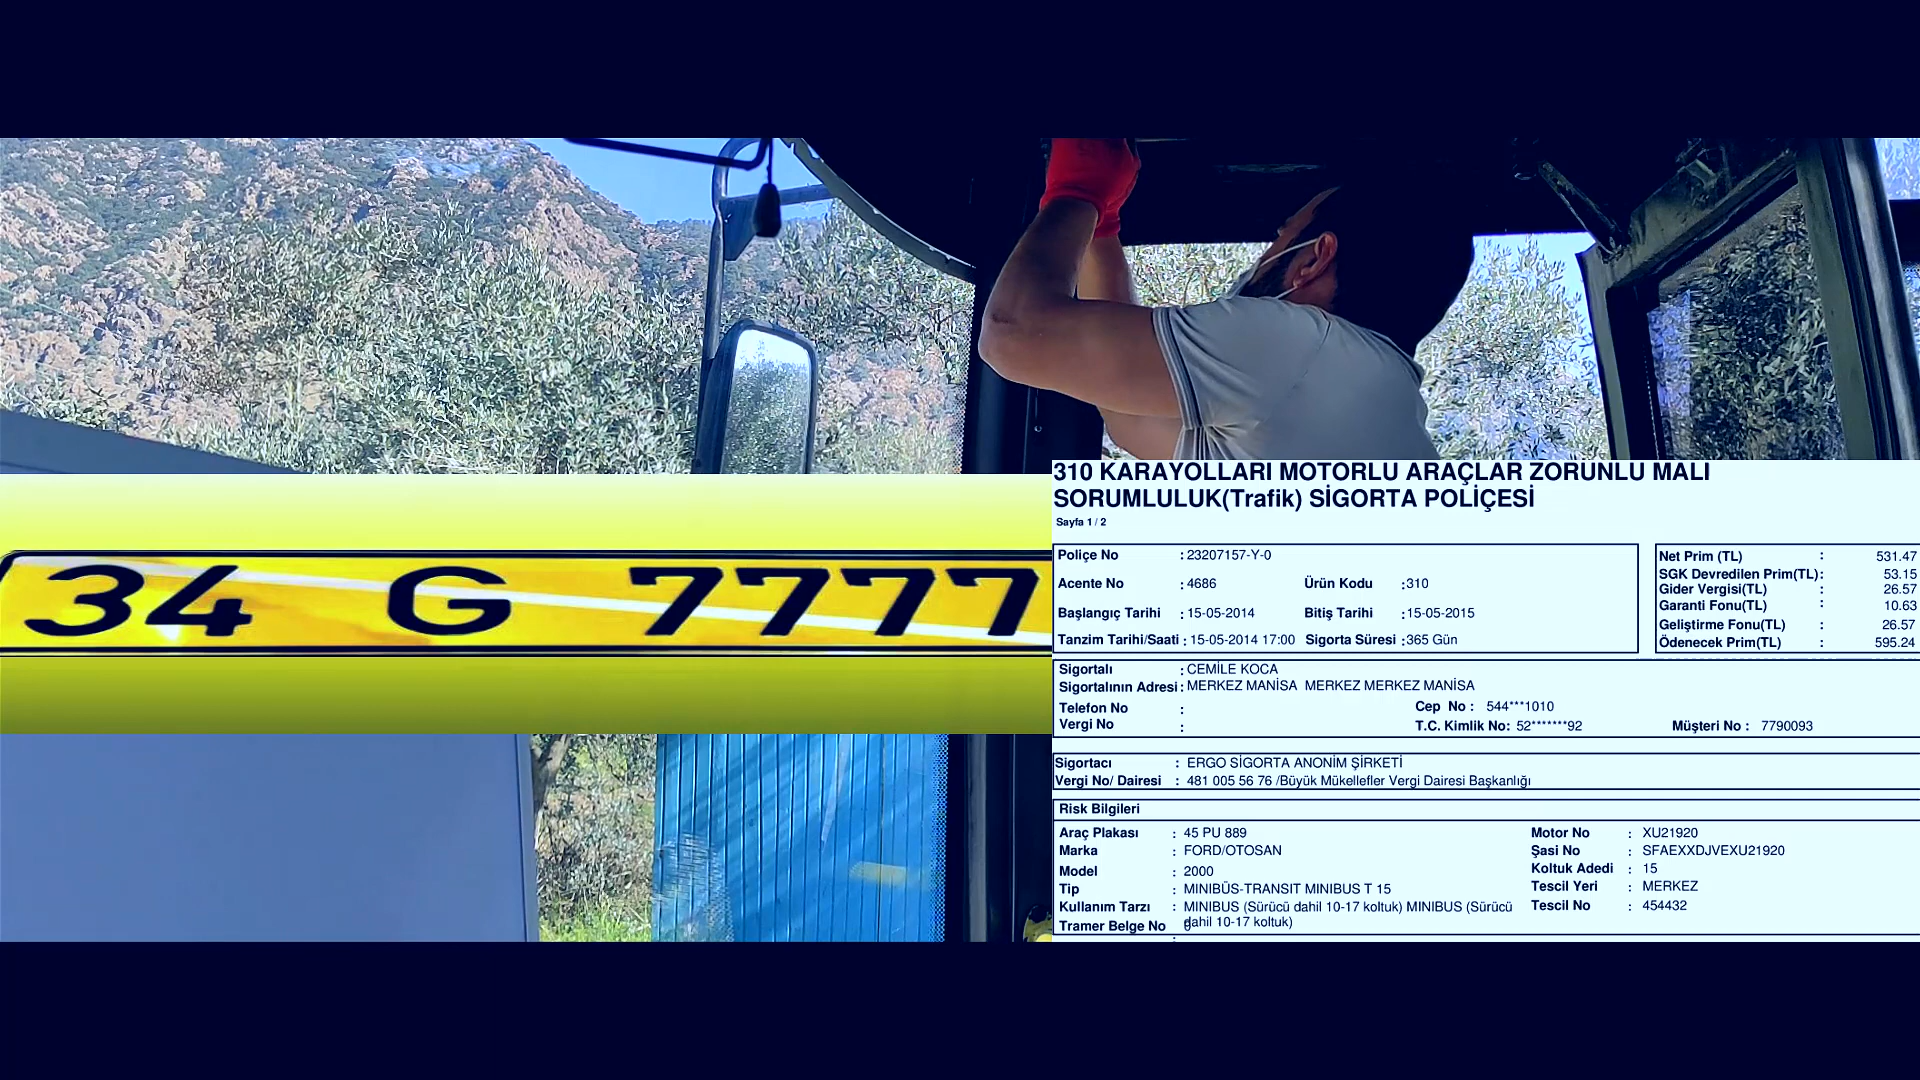 34 G 7777
310 KARAYOLLARI MOTORLU ARAÇLAR ZORUNLU MALI
SORUMLULUK(Trafik) SİGORTA POLİÇESİ
Sayfa 1 / 2
Poliçe No : 23207157-Y-0
Acente No : 4686 Ürün Kodu : 310
Başlangıç Tarihi : 15-05-2014 Bitiş Tarihi : 15-05-2015
Tanzim Tarihi/Saati : 15-05-2014 17:00 Sigorta Süresi : 365 Gün
Net Prim (TL) : 531.47
SGK Devredilen Prim(TL) : 53.15
Gider Vergisi(TL) : 26.57
Garanti Fonu(TL) : 10.63
Geliştirme Fonu(TL) : 26.57
Ödenecek Prim(TL) : 595.24
Sigortalı : CEMİLE KOCA
Sigortalının Adresi : MERKEZ MANİSA MERKEZ MERKEZ MANİSA
Telefon No : Cep No : 544***1010
Vergi No : T.C. Kimlik No: 52*******92 Müşteri No : 7790093
Sigortacı : ERGO SİGORTA ANONİM ŞİRKETİ
Vergi No/ Dairesi : 481 005 56 76 /Büyük Mükellefler Vergi Dairesi Başkanlığı
Risk Bilgileri
Araç Plakası : 45 PU 889 Motor No : XU21920
Marka : FORD/OTOSAN Şasi No : SFAEXXDJVEXU21920
Model : 2000 Koltuk Adedi : 15
Tip : MINIBÜS-TRANSIT MINIBUS T 15 Tescil Yeri : MERKEZ
Kullanım Tarzı : MINIBUS (Sürücü dahil 10-17 koltuk) MINIBUS (Sürücü Tescil No : 454432
dahil 10-17 koltuk)
Tramer Belge No :